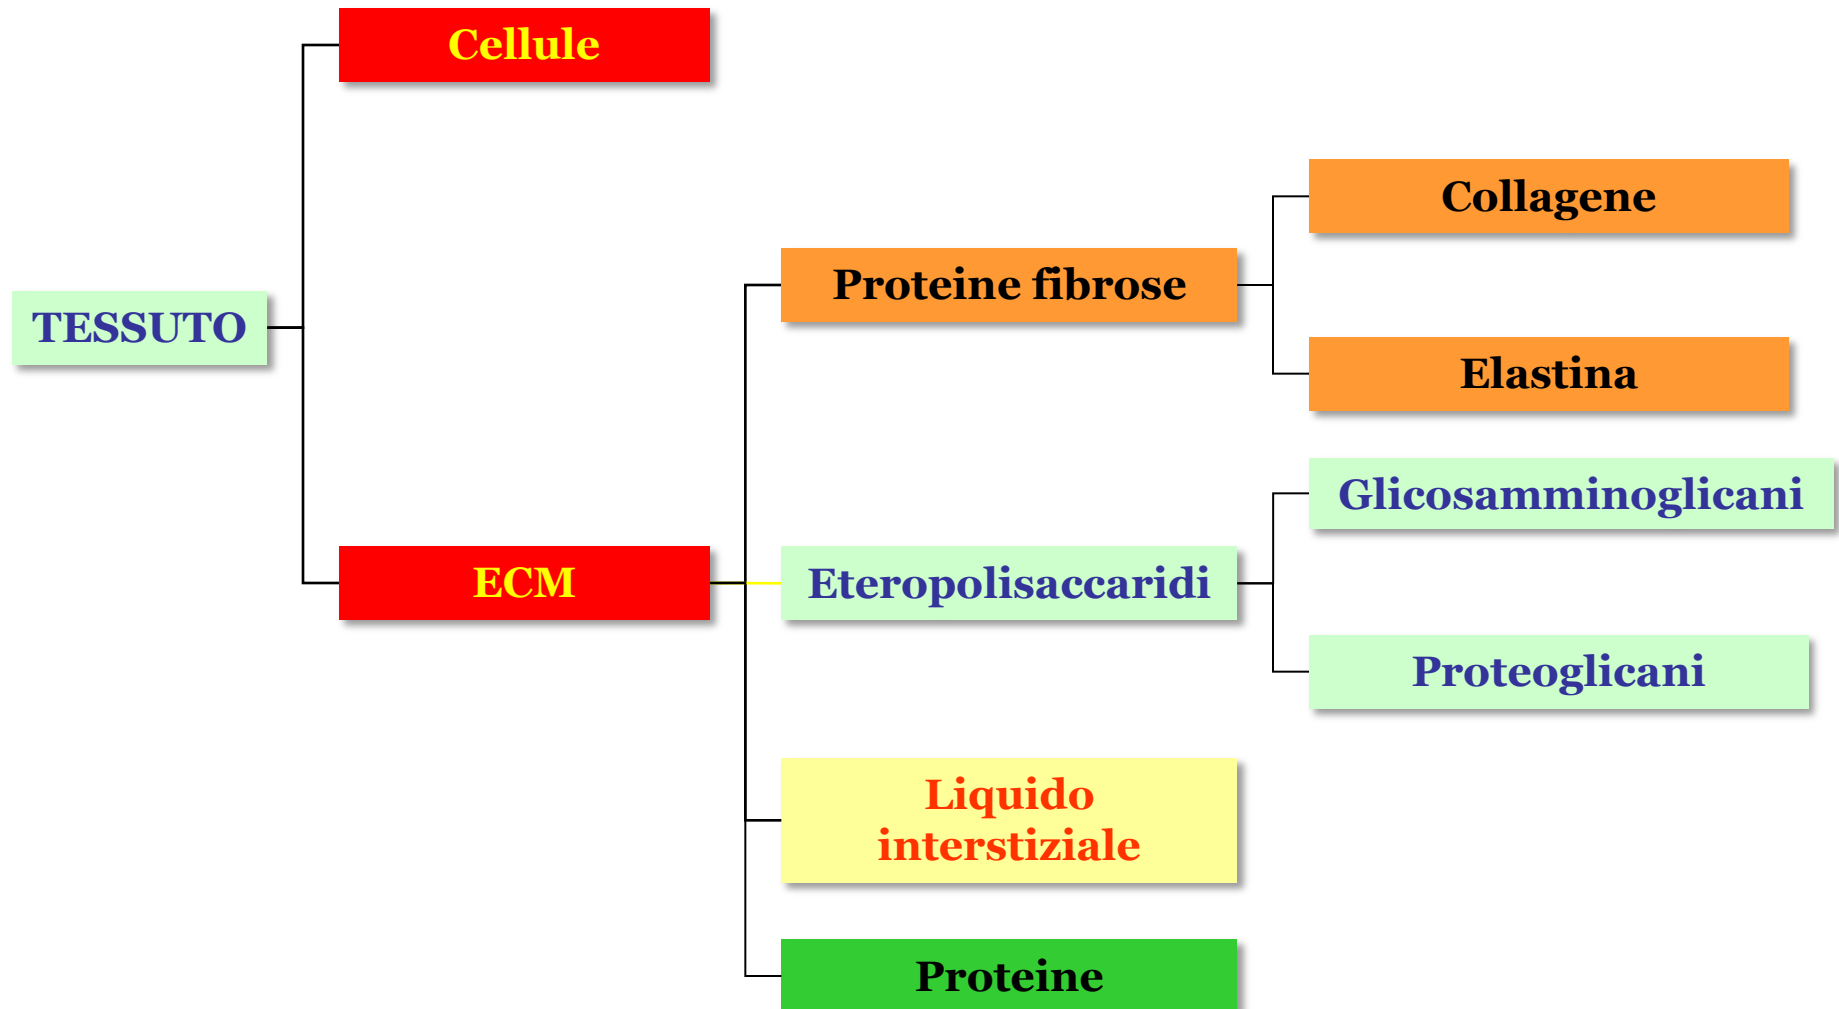 Cellule
Collagene
Proteine fibrose
TESSUTO
Elastina
Glicosamminoglicani
ECM
Eteropolisaccaridi
Proteoglicani
Liquido
interstiziale
Proteine